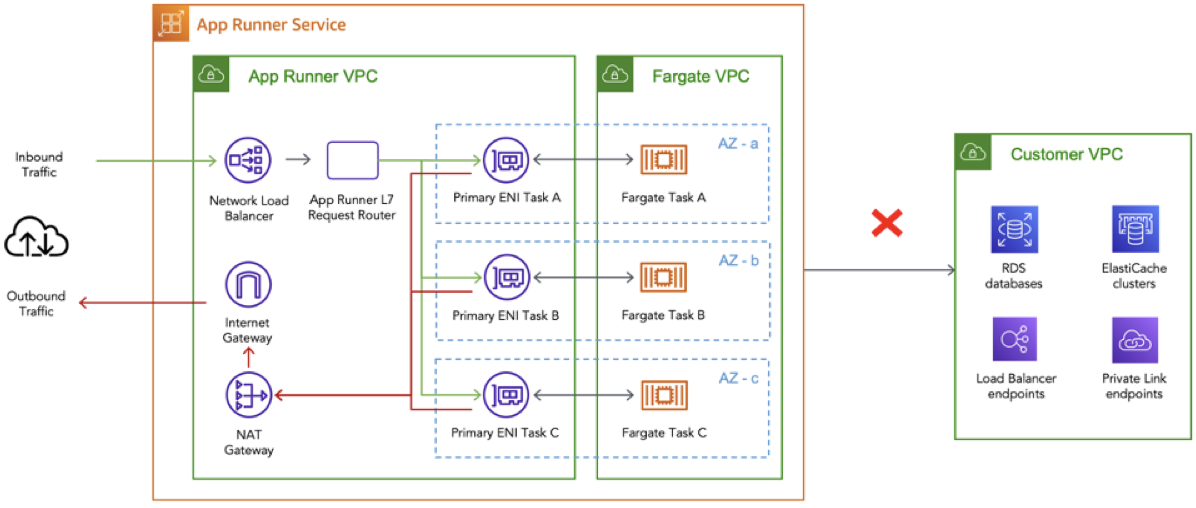 App Runner Service
App Runner VPC
Fargate VPC
Customer VPC
Inbound
Traffic
Network Load
Balancer
App Runner L7
Request Router
AZ - a
Primary ENI Task A
Fargate Task A
Outbound
Traffic
Internet
Gateway
AZ - b
Primary ENI Task B
Fargate Task B
NAT
Gateway
AZ - c
Primary ENI Task C
Fargate Task C
RDS
databases
ElastiCache
clusters
Load Balancer
endpoints
Private Link
endpoints